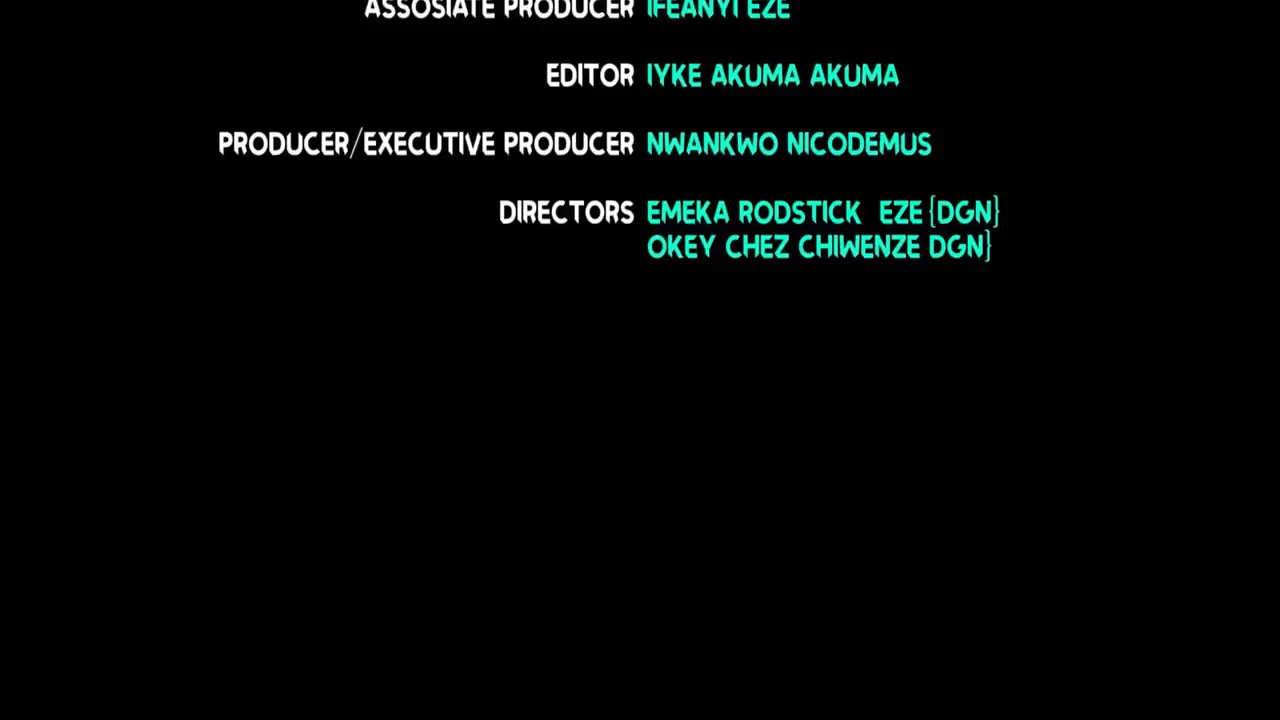 ASSOSIATE PRODUCER IFEANYI EZE
EDITOR IYKE AKUMA AKUMA
PRODUCER/EXECUTIVE PRODUCER NWANKWO NICODEMUS
DIRECTORS EMEKA RODSTICK  EZE{DGN}
OKEY CHEZ CHIWENZE DGN}